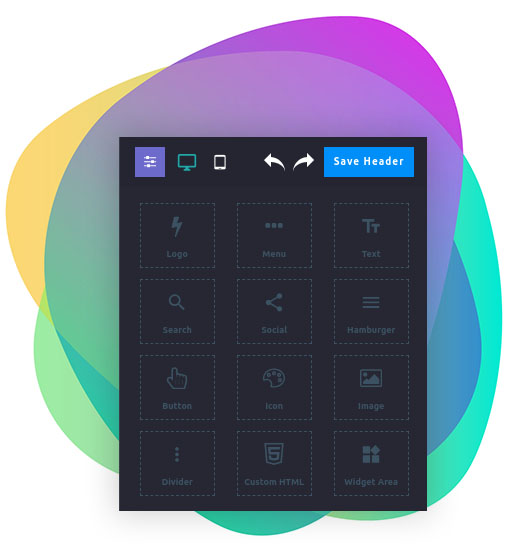 Save Header
Logo
Menu
Text
Search
Social
Hamburger
Button
Icon
Image
Divider
Custom HTML
Widget Area